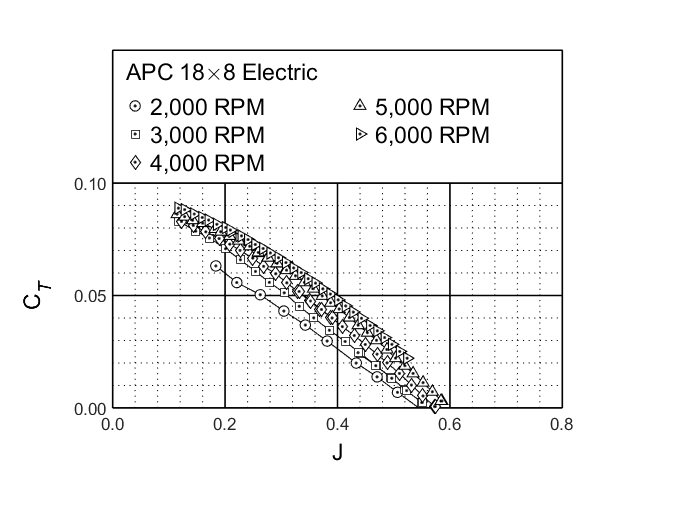 APC 18×8 Electric
2,000 RPM
3,000 RPM
4,000 RPM
5,000 RPM
6,000 RPM
0.10
0.05
0.00
C_T
0.0 0.2 0.4 0.6 0.8
J